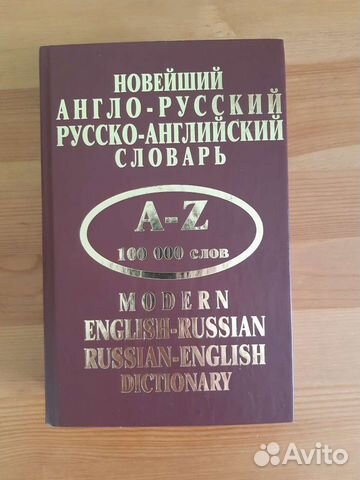 НОВЕЙШИЙ
АНГЛО-РУССКИЙ
РУССКО-АНГЛИЙСКИЙ
СЛОВАРЬ
A-Z
100 000 слов
MODERN
ENGLISH-RUSSIAN
RUSSIAN-ENGLISH
DICTIONARY
Avito